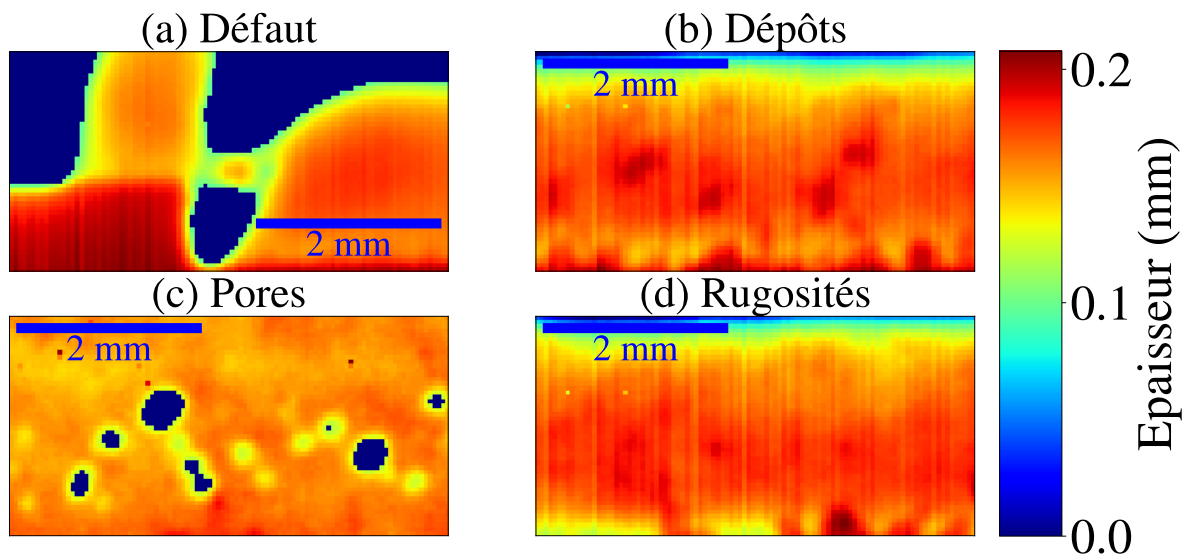 (a) Défaut
(b) Dépôts
2 mm
2 mm
(c) Pores
(d) Rugosités
2 mm
2 mm
0.2
0.1
0.0
Epaisseur (mm)